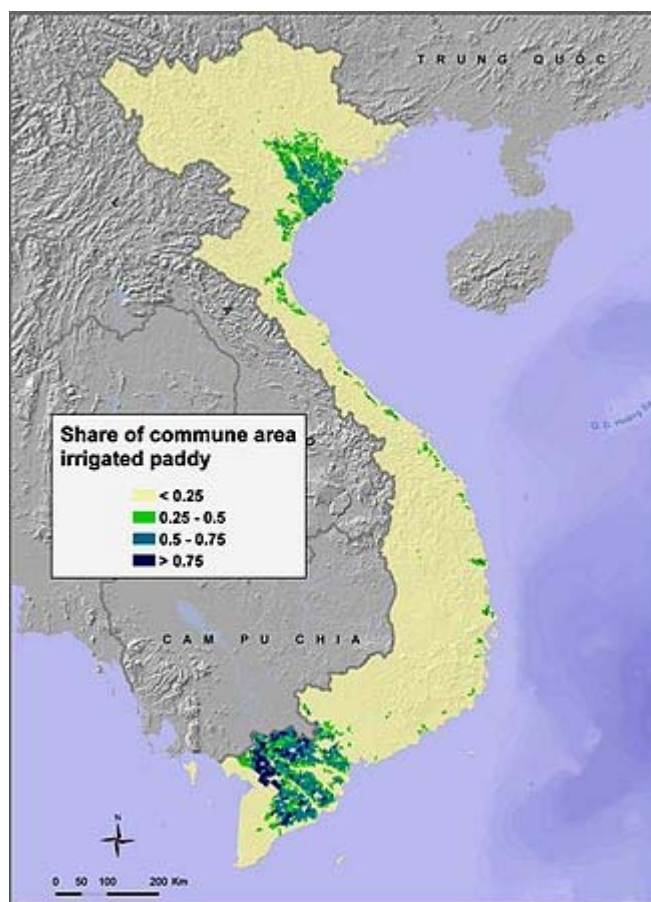 TRUNG QUỐC
Share of commune area
irrigated paddy
< 0.25
0.25 - 0.5
0.5 - 0.75
> 0.75
CAM PU CHIA
N
0 50 100 200 Km